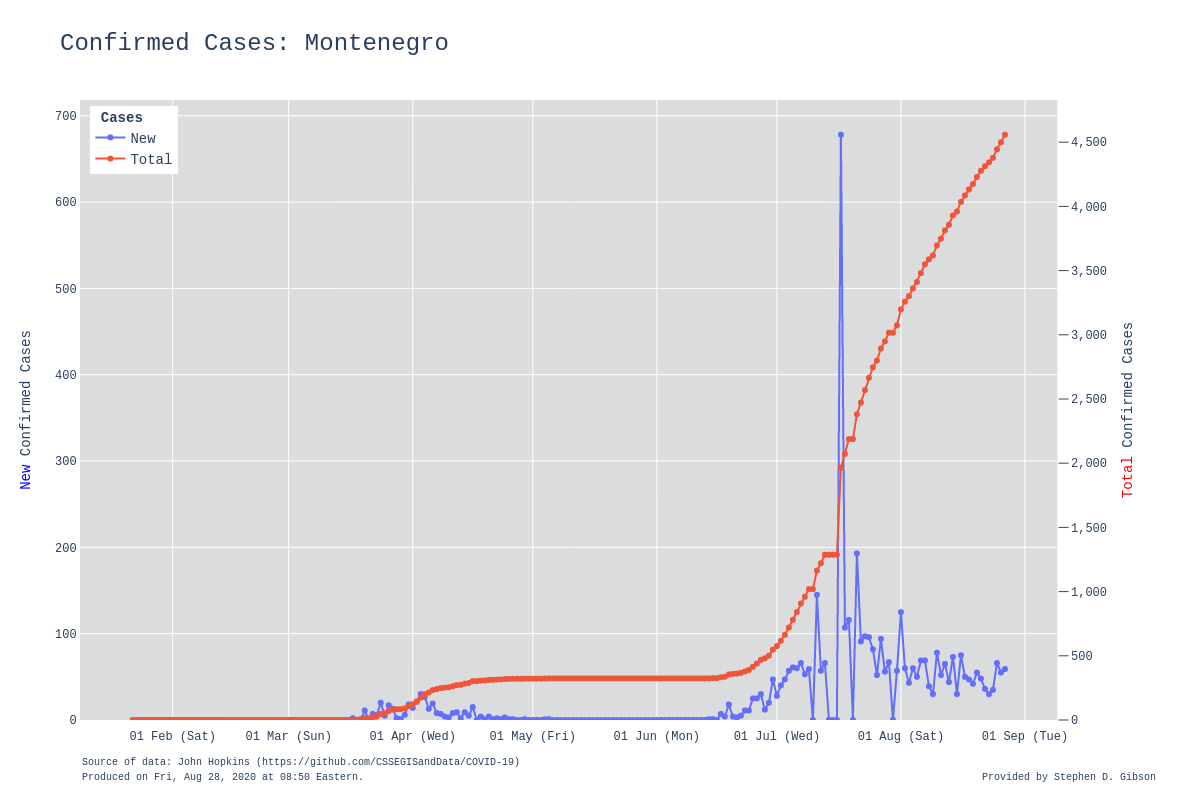 Confirmed Cases: Montenegro
Cases
New
Total
700
600
500
400
300
200
100
0
4,500
4,000
3,500
3,000
2,500
2,000
1,500
1,000
500
0
New Confirmed Cases
Total Confirmed Cases
01 Feb (Sat)
01 Mar (Sun)
01 Apr (Wed)
01 May (Fri)
01 Jun (Mon)
01 Jul (Wed)
01 Aug (Sat)
01 Sep (Tue)
Source of data: John Hopkins (https://github.com/CSSEGISandData/COVID-19)
Produced on Fri, Aug 28, 2020 at 08:50 Eastern.
Provided by Stephen D. Gibson